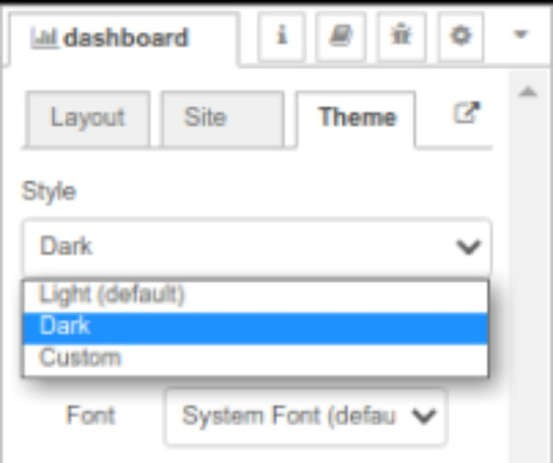 dashboard
Layout Site Theme
Style
Dark
Light (default)
Dark
Custom
Font System Font (defau